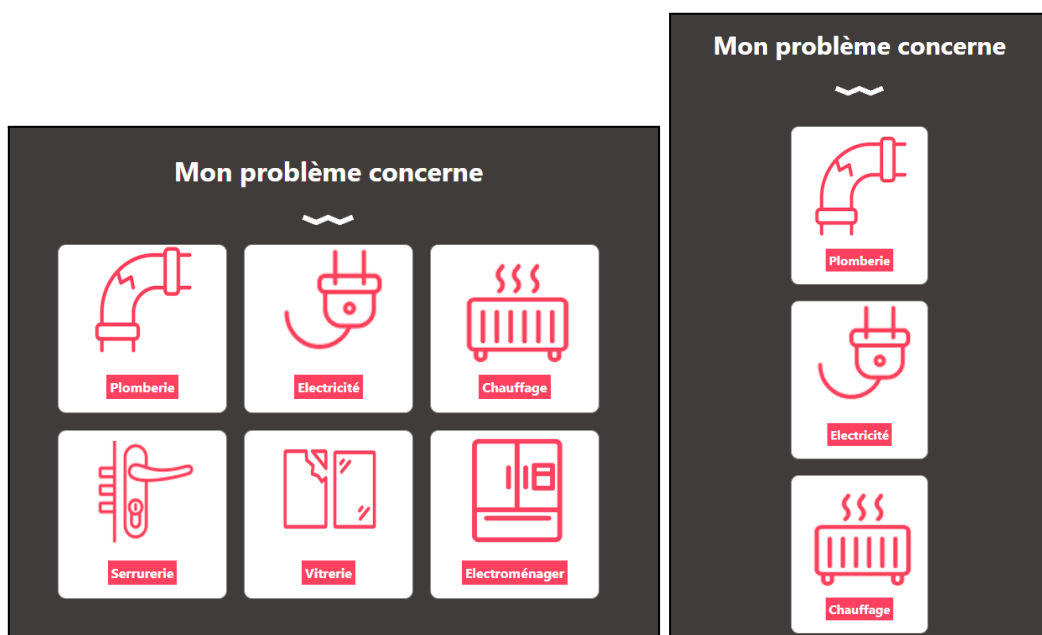 Mon problème concerne
Plomberie
Electricité
Chauffage
Serrurerie
Vitrerie
Electroménager
Mon problème concerne
Plomberie
Electricité
Chauffage